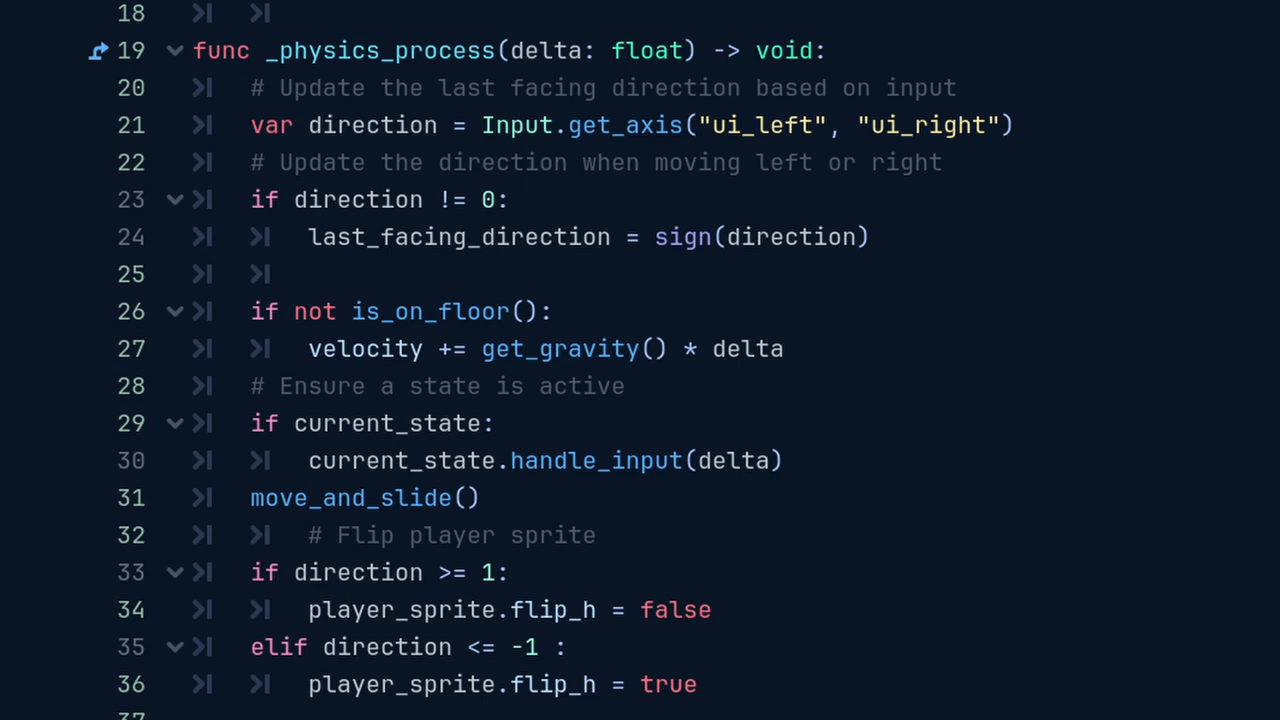 18
19 func _physics_process(delta: float) -> void:
20 # Update the last facing direction based on input
21 var direction = Input.get_axis("ui_left", "ui_right")
22 # Update the direction when moving left or right
23 if direction != 0:
24 last_facing_direction = sign(direction)
25
26 if not is_on_floor():
27 velocity += get_gravity() * delta
28 # Ensure a state is active
29 if current_state:
30 current_state.handle_input(delta)
31 move_and_slide()
32 # Flip player sprite
33 if direction >= 1:
34 player_sprite.flip_h = false
35 elif direction <= -1 :
36 player_sprite.flip_h = true
37